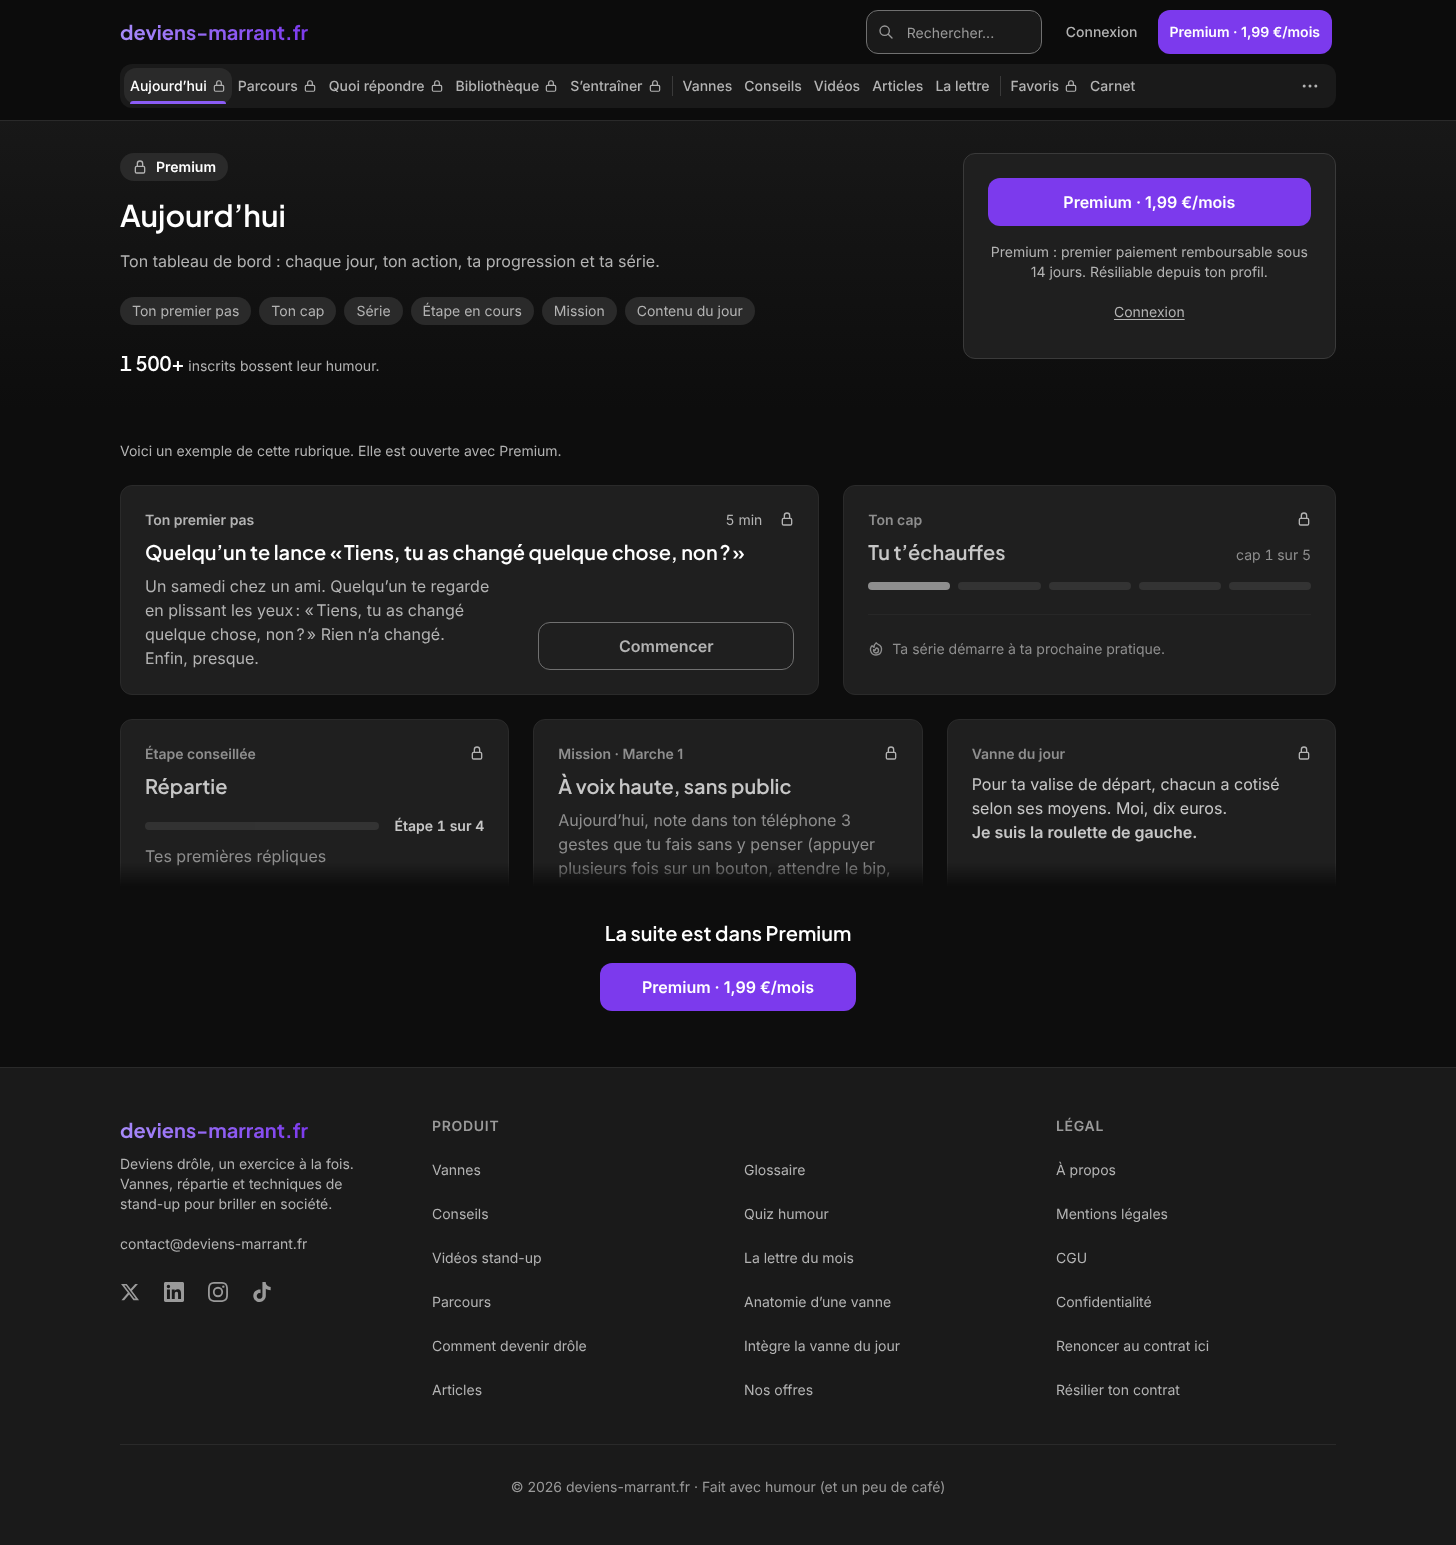 deviens-marrant.fr
Rechercher...
Connexion
Premium · 1,99 €/mois
Aujourd’hui
Parcours
Quoi répondre
Bibliothèque
S’entraîner
Vannes
Conseils
Vidéos
Articles
La lettre
Favoris
Carnet
Premium
Aujourd’hui
Ton tableau de bord : chaque jour, ton action, ta progression et ta série.
Ton premier pas
Ton cap
Série
Étape en cours
Mission
Contenu du jour
1 500+ inscrits bossent leur humour.
Premium · 1,99 €/mois
Premium : premier paiement remboursable sous
14 jours. Résiliable depuis ton profil.
Connexion
Voici un exemple de cette rubrique. Elle est ouverte avec Premium.
Ton premier pas
5 min
Quelqu’un te lance « Tiens, tu as changé quelque chose, non ? »
Un samedi chez un ami. Quelqu’un te regarde
en plissant les yeux : « Tiens, tu as changé
quelque chose, non ? » Rien n’a changé.
Enfin, presque.
Commencer
Ton cap
Tu t’échauffes
cap 1 sur 5
Ta série démarre à ta prochaine pratique.
Étape conseillée
Répartie
Étape 1 sur 4
Tes premières répliques
Mission · Marche 1
À voix haute, sans public
Aujourd’hui, note dans ton téléphone 3
gestes que tu fais sans y penser (appuyer
plusieurs fois sur un bouton, attendre le bip,
Vanne du jour
Pour ta valise de départ, chacun a cotisé
selon ses moyens. Moi, dix euros.
Je suis la roulette de gauche.
La suite est dans Premium
Premium · 1,99 €/mois
deviens-marrant.fr
Deviens drôle, un exercice à la fois.
Vannes, répartie et techniques de
stand-up pour briller en société.
contact@deviens-marrant.fr
PRODUIT
Vannes
Conseils
Vidéos stand-up
Parcours
Comment devenir drôle
Articles
Glossaire
Quiz humour
La lettre du mois
Anatomie d’une vanne
Intègre la vanne du jour
Nos offres
LÉGAL
À propos
Mentions légales
CGU
Confidentialité
Renoncer au contrat ici
Résilier ton contrat
© 2026 deviens-marrant.fr · Fait avec humour (et un peu de café)